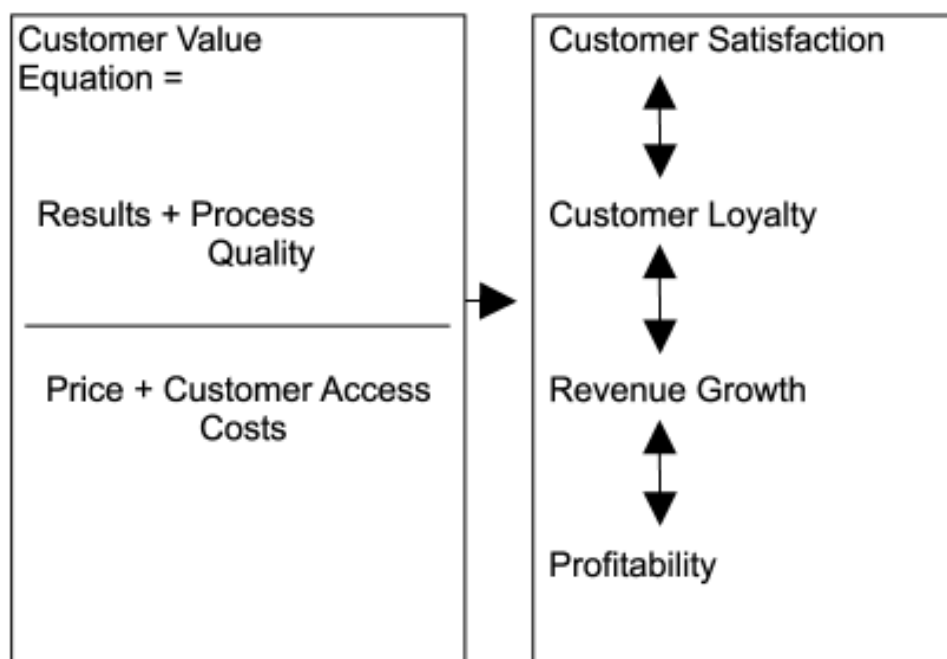 Customer Value
Equation =
Results + Process
Quality
Price + Customer Access
Costs
Customer Satisfaction
Customer Loyalty
Revenue Growth
Profitability